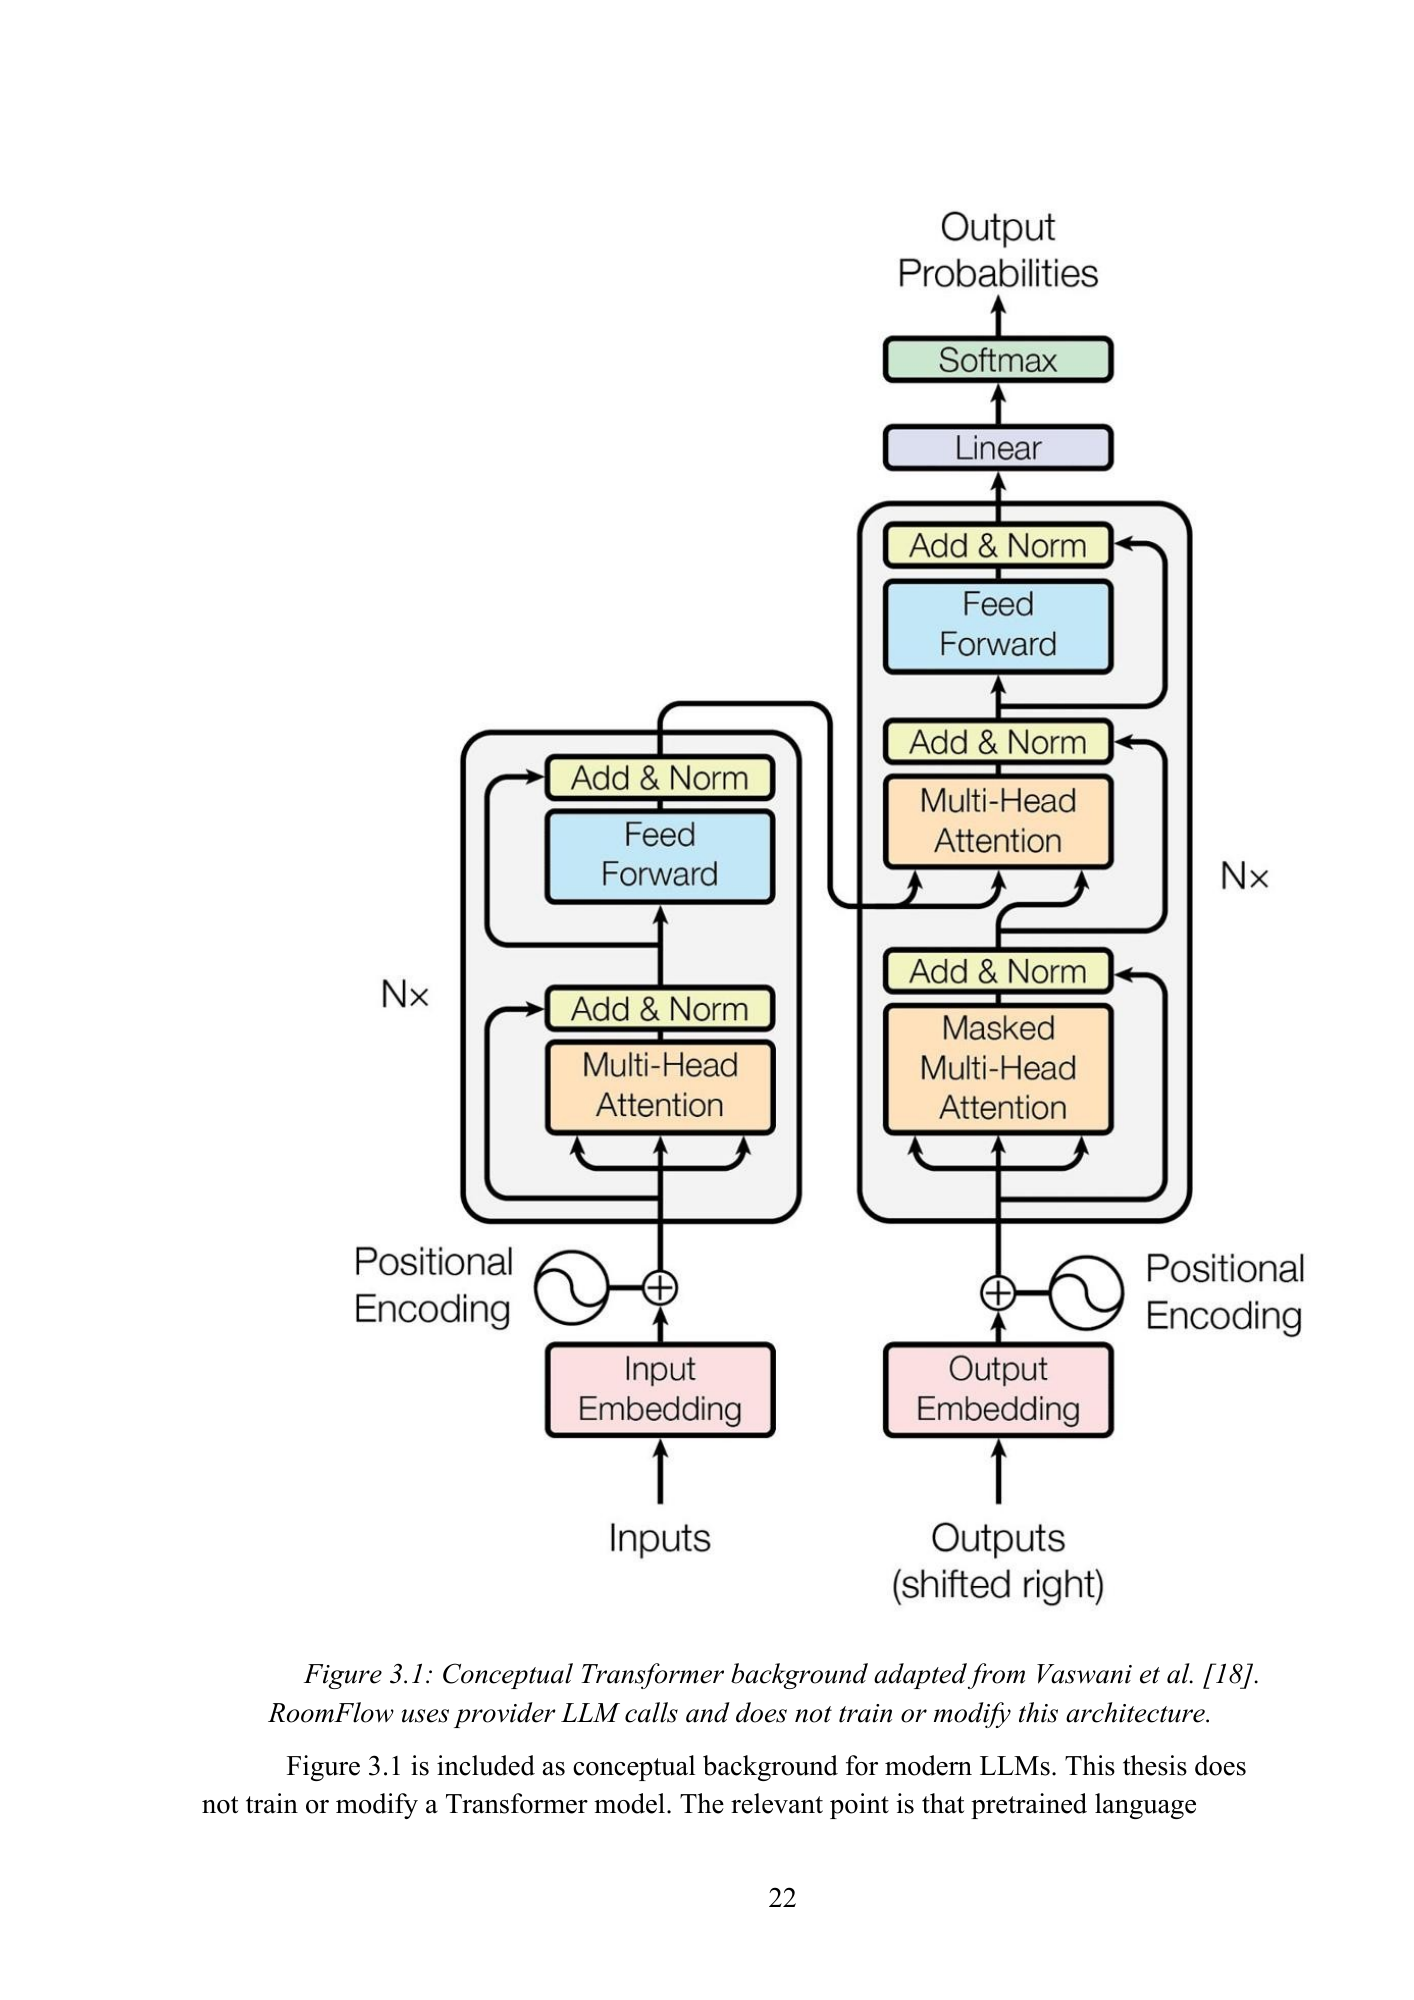 Output
Probabilities
Softmax
Linear
Add & Norm
Feed
Forward
Add & Norm
Multi-Head
Attention
Nx
Add & Norm
Masked
Multi-Head
Attention
Add & Norm
Feed
Forward
Nx
Add & Norm
Multi-Head
Attention
Positional
Encoding
Positional
Encoding
Input
Embedding
Output
Embedding
Inputs
Outputs
(shifted right)
Figure 3.1: Conceptual Transformer background adapted from Vaswani et al. [18].
RoomFlow uses provider LLM calls and does not train or modify this architecture.
Figure 3.1 is included as conceptual background for modern LLMs. This thesis does
not train or modify a Transformer model. The relevant point is that pretrained language
22